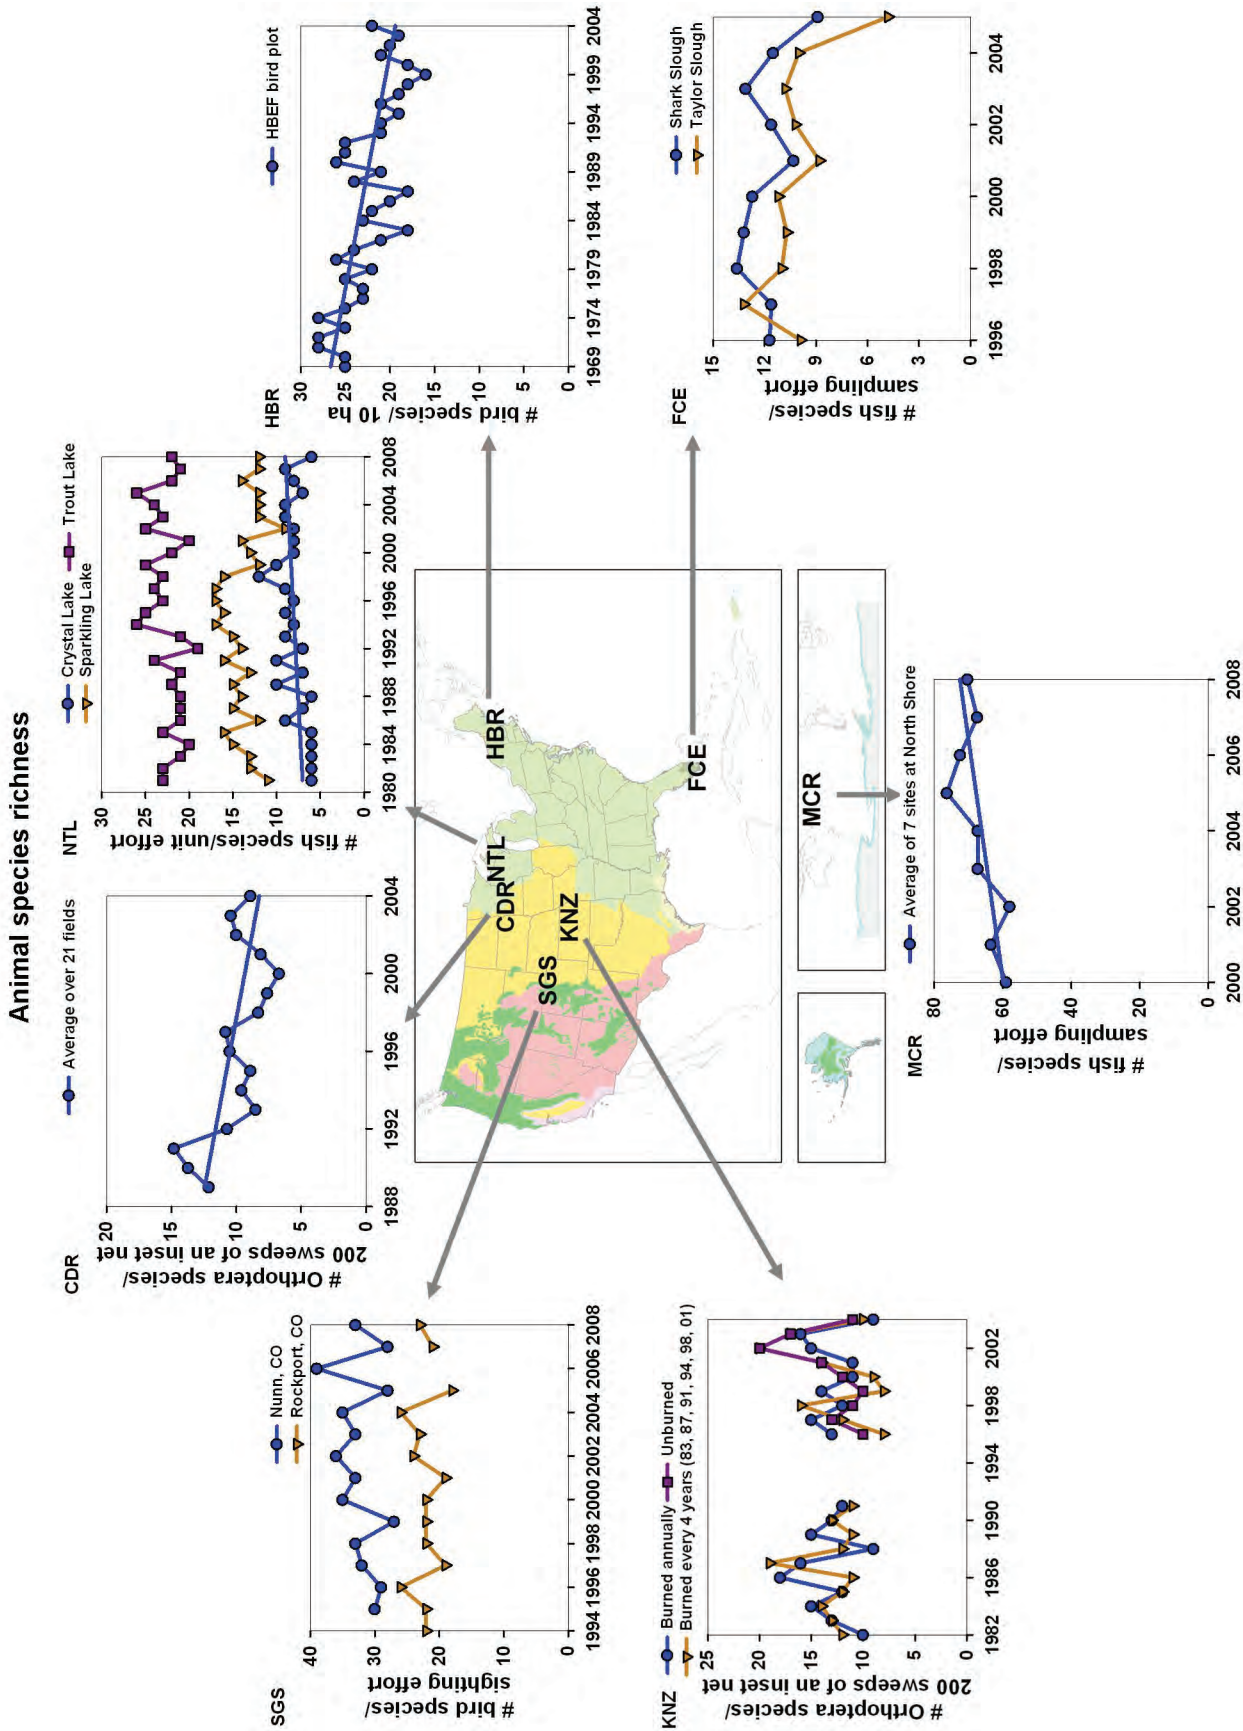 Animal species richness
SGS
Nunn, CO
Rockport, CO
# bird species/
sighting effort
40
30
20
10
0
1994 1996 1998 2000 2002 2004 2006 2008
CDR
Average over 21 fields
# Orthoptera species/
200 sweeps of an inset net
20
15
10
5
0
1988 1992 1996 2000 2004
NTL
Crystal Lake
Trout Lake
Sparkling Lake
# fish species/unit effort
30
25
20
15
10
5
0
1980 1984 1988 1992 1996 2000 2004 2008
HBR
HBEF bird plot
# bird species/ 10 ha
30
25
20
15
10
5
0
1969 1974 1979 1984 1989 1994 1999 2004
SGS
CDR
NTL
KNZ
HBR
FCE
MCR
KNZ
Burned annually
Unburned
Burned every 4 years (83, 87, 91, 94, 98, 01)
# Orthoptera species/
200 sweeps of an inset net
25
20
15
10
5
0
1982 1986 1990 1994 1998 2002
MCR
Average of 7 sites at North Shore
# fish species/
sampling effort
80
60
40
20
0
2000 2002 2004 2006 2008
FCE
Shark Slough
Taylor Slough
# fish species/
sampling effort
15
12
9
6
3
0
1996 1998 2000 2002 2004